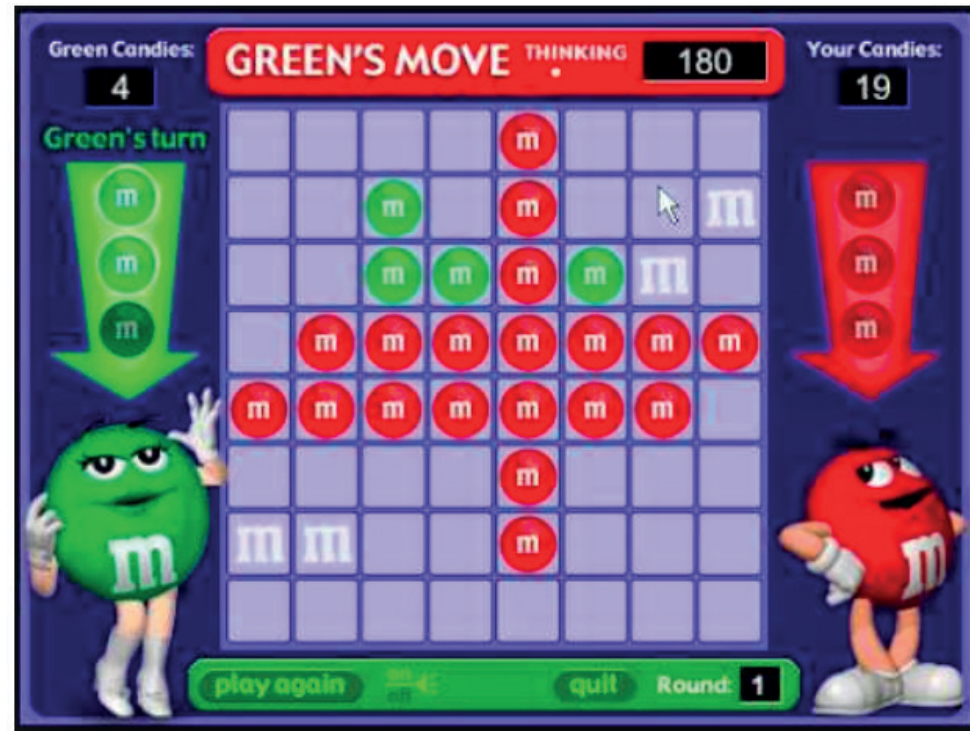 Green Candies:
4
GREEN'S MOVE THINKING 180
Your Candies:
19
Green's turn
m
m
m
m
m
m
m
m m m
m m m m m
m m m m m m m
m m m m m m m
m
m m m
m
m
play again on off quit Round: 1